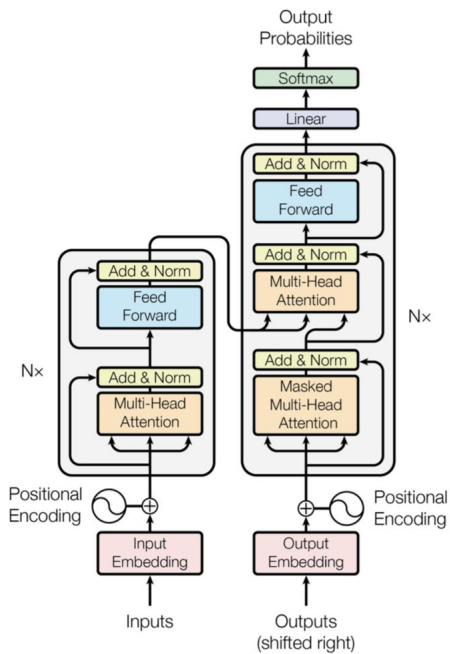 Output
Probabilities
Softmax
Linear
Add & Norm
Feed
Forward
Add & Norm
Multi-Head
Attention
Add & Norm
Masked
Multi-Head
Attention
N×
Positional
Encoding
Output
Embedding
Outputs
(shifted right)
Add & Norm
Feed
Forward
Add & Norm
Multi-Head
Attention
N×
Positional
Encoding
Input
Embedding
Inputs